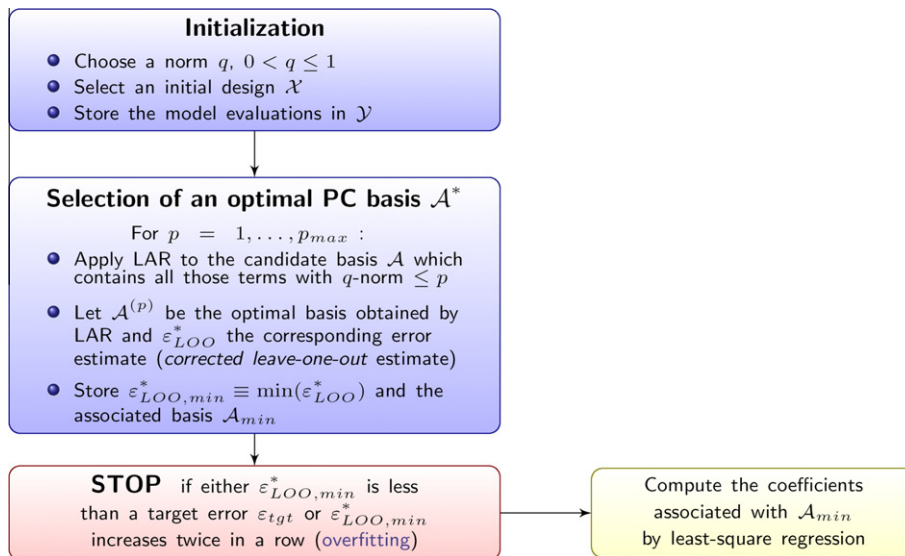 Initialization
Choose a norm q, 0 < q ≤ 1
Select an initial design 𝒳
Store the model evaluations in 𝒴
Selection of an optimal PC basis 𝒜*
For p = 1, . . . , p_max :
Apply LAR to the candidate basis 𝒜 which
contains all those terms with q-norm ≤ p
Let 𝒜^(p) be the optimal basis obtained by
LAR and ε*_LOO the corresponding error
estimate (corrected leave-one-out estimate)
Store ε*_LOO,min ≡ min(ε*_LOO) and the
associated basis 𝒜_min
STOP if either ε*_LOO,min is less
than a target error ε_tgt or ε*_LOO,min
increases twice in a row (overfitting)
Compute the coefficients
associated with 𝒜_min
by least-square regression